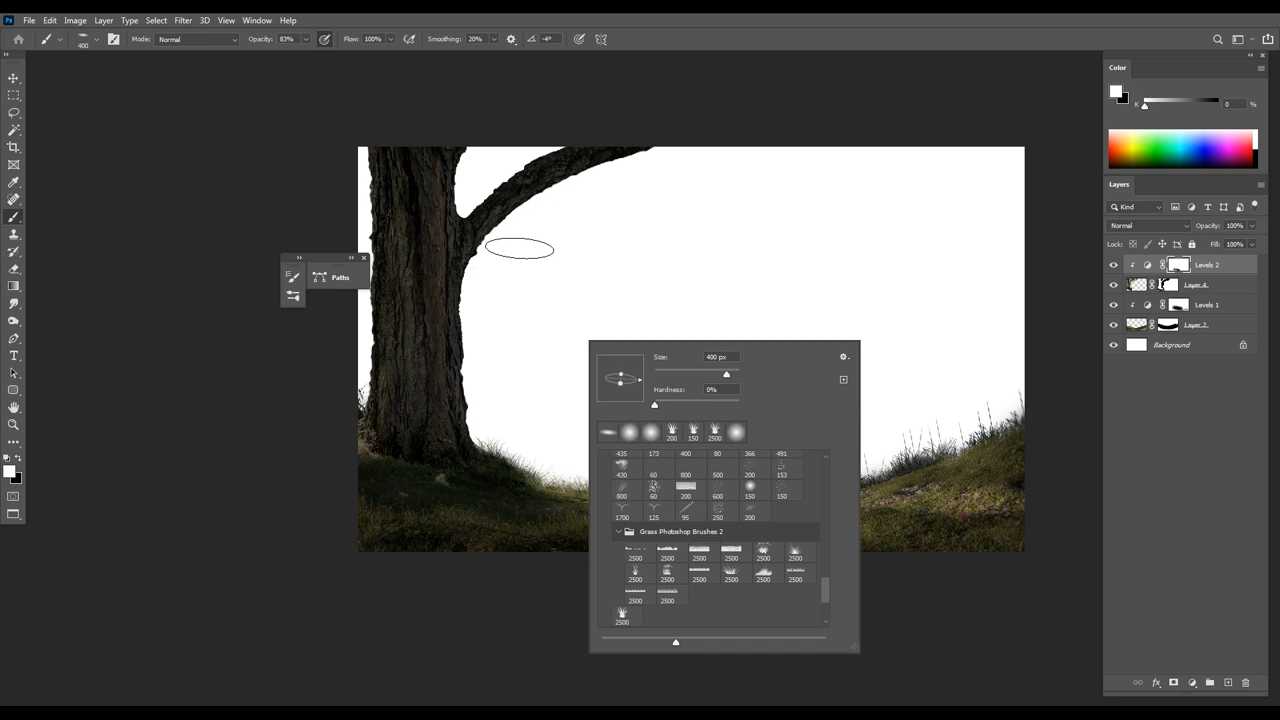 Ps File Edit Image Layer Type Select Filter 3D View Window Help
400 Mode: Normal Opacity: 83% Flow: 100% Smoothing: 20% -4°
Color
K 0 %
Layers
Kind
Normal Opacity: 100%
Lock: Fill: 100%
Levels 2
Layer 4
Levels 1
Layer 2
Background
Paths
Size: 400 px
Hardness: 0%
200 150 2500
435 173 400 80 366 491
430 60 800 500 200 153
800 60 200 600 150 150
1700 125 95 250 200
Grass Photoshop Brushes 2
2500 2500 2500 2500 2500 2500
2500 2500 2500 2500 2500 2500
2500 2500
2500
T